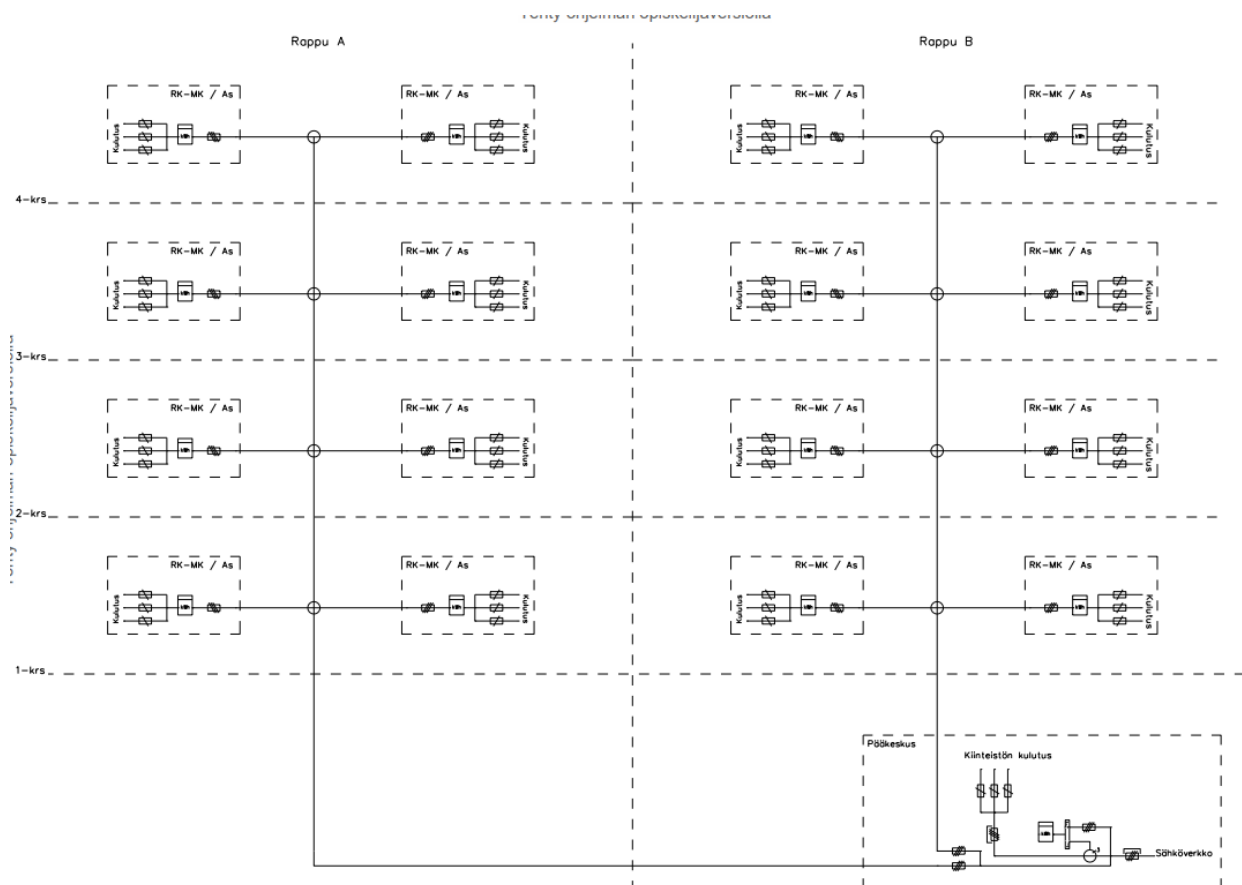 Tehty ohjelman opiskelijaversiolla
Rappu A
Rappu B
RK-MK / As
Kulutus
RK-MK / As
Kulutus
RK-MK / As
Kulutus
RK-MK / As
Kulutus
4-krs
RK-MK / As
Kulutus
RK-MK / As
Kulutus
RK-MK / As
Kulutus
RK-MK / As
Kulutus
3-krs
RK-MK / As
Kulutus
RK-MK / As
Kulutus
RK-MK / As
Kulutus
RK-MK / As
Kulutus
2-krs
RK-MK / As
Kulutus
RK-MK / As
Kulutus
RK-MK / As
Kulutus
RK-MK / As
Kulutus
1-krs
Pääkeskus
Kiinteistön kulutus
Sähköverkko